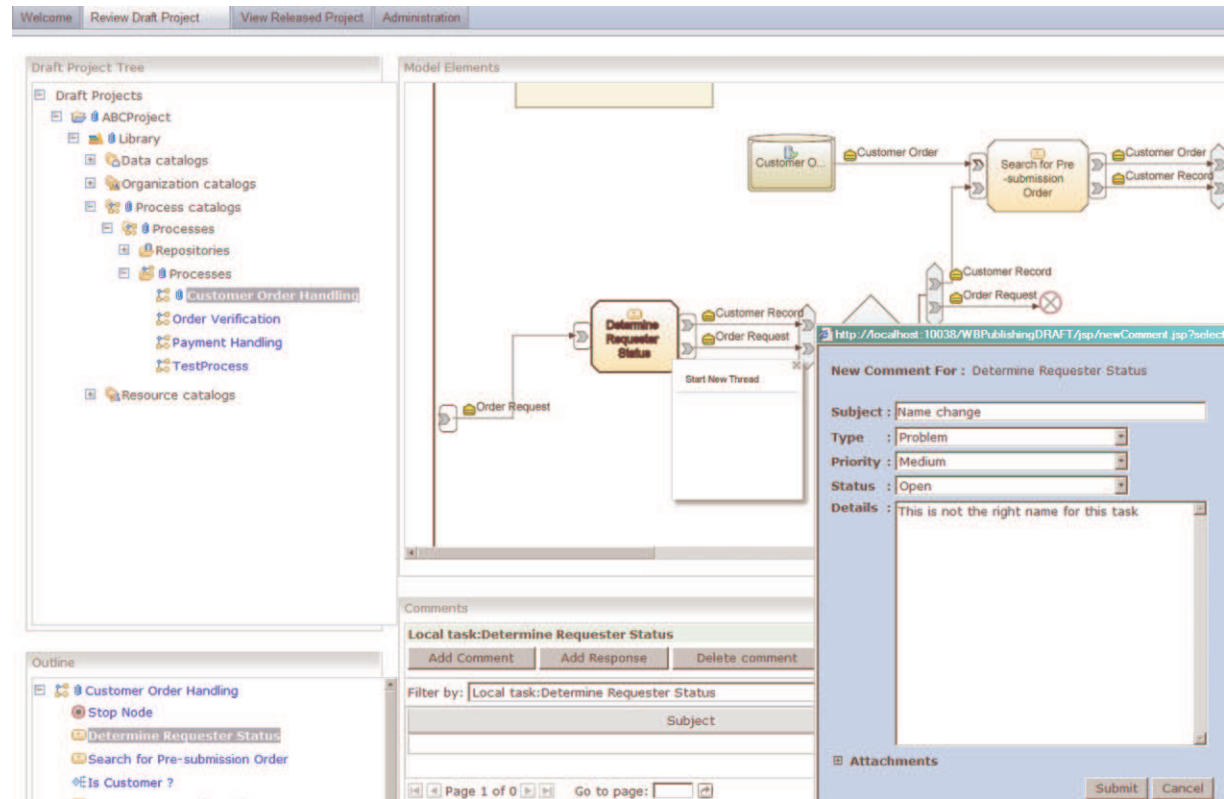 Welcome
Review Draft Project
View Released Project
Administration
Draft Project Tree
Draft Projects
ABCProject
Library
Data catalogs
Organization catalogs
Process catalogs
Processes
Repositories
Processes
Customer Order Handling
Order Verification
Payment Handling
TestProcess
Resource catalogs
Model Elements
Customer O...
Customer Order
Search for Pre
-submission
Order
Customer Order
Customer Record
Customer Record
Order Request
Determine
Requester
Status
Customer Record
Order Request
Order Request
Start New Thread
http://localhost:10038/WBPublishingDRAFT/jsp/newComment.jsp?select
New Comment For : Determine Requester Status
Subject : Name change
Type : Problem
Priority : Medium
Status : Open
Details : This is not the right name for this task
Attachments
Submit
Cancel
Comments
Local task:Determine Requester Status
Add Comment
Add Response
Delete comment
Filter by: Local task:Determine Requester Status
Subject
Page 1 of 0
Go to page:
Outline
Customer Order Handling
Stop Node
Determine Requester Status
Search for Pre-submission Order
Is Customer ?